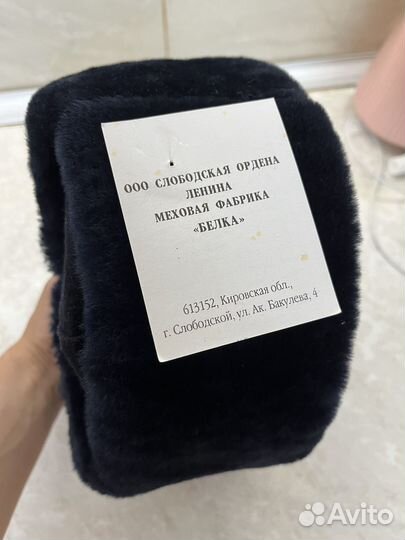 ООО СЛОБОДСКАЯ ОРДЕНА
ЛЕНИНА
МЕХОВАЯ ФАБРИКА
«БЕЛКА»
613152, Кировская обл.,
г. Слободской, ул. Ак. Бакулева, 4
Avito